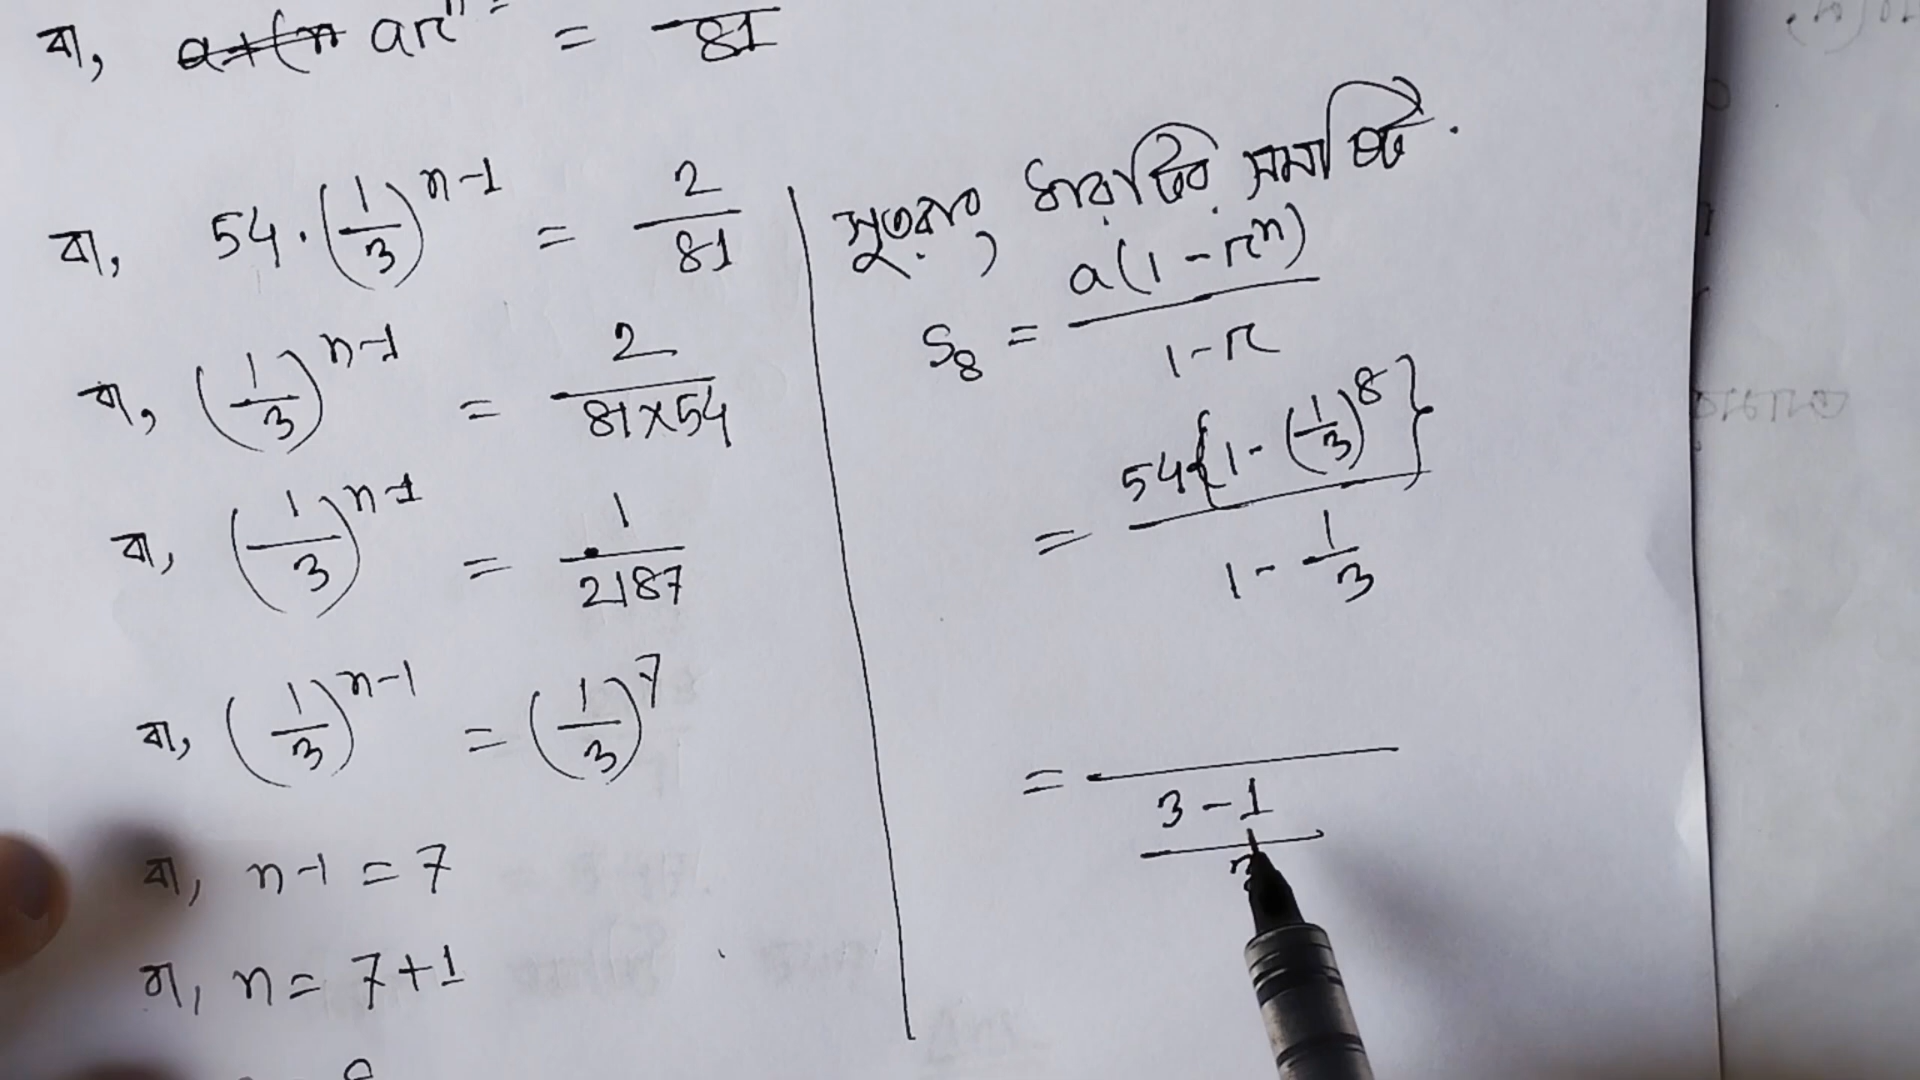 বা, arⁿ⁻ = ‾/81
বা, 54·(1/3)ⁿ⁻¹ = 2/81
বা, (1/3)ⁿ⁻¹ = 2/(81×54)
বা, (1/3)ⁿ⁻¹ = 1/2187
বা, (1/3)ⁿ⁻¹ = (1/3)⁷
বা, n-1 = 7
বা, n = 7+1
সুতরাং, ধারাটির সমষ্টি
S₈ = a(1-rⁿ)/(1-r)
= 54{1-(1/3)⁸}/(1-1/3)
= ‾/((3-1)/3)